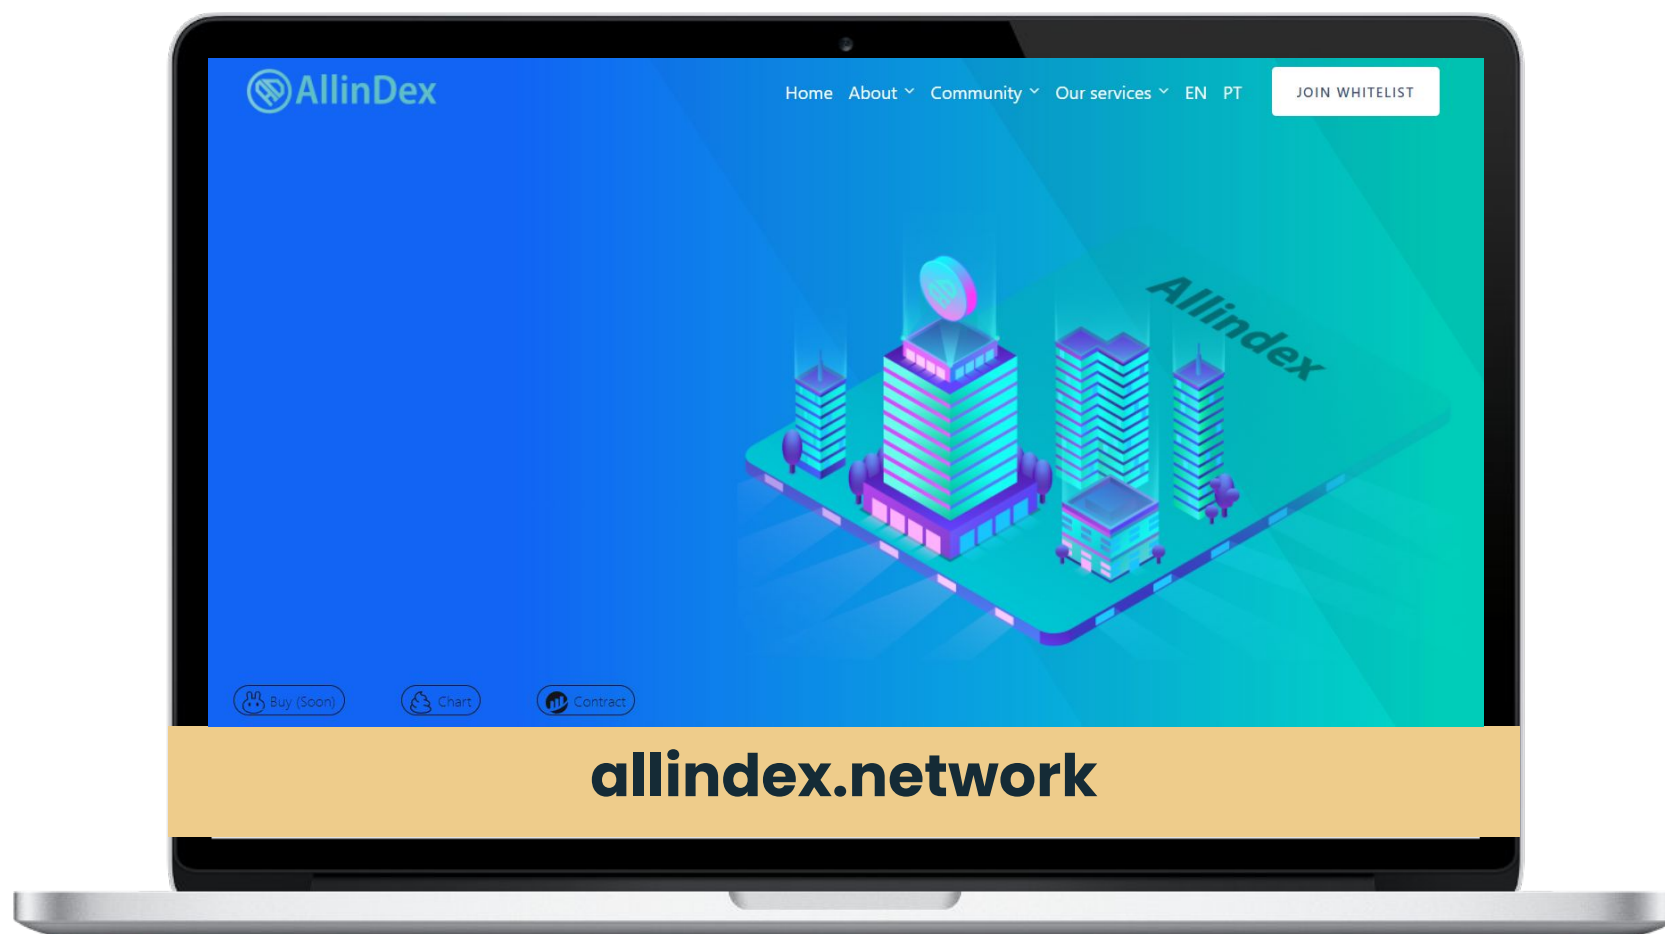 AllinDex
Home About Community Our services EN PT JOIN WHITELIST
Allindex
Buy (Soon) Chart Contract
allindex.network